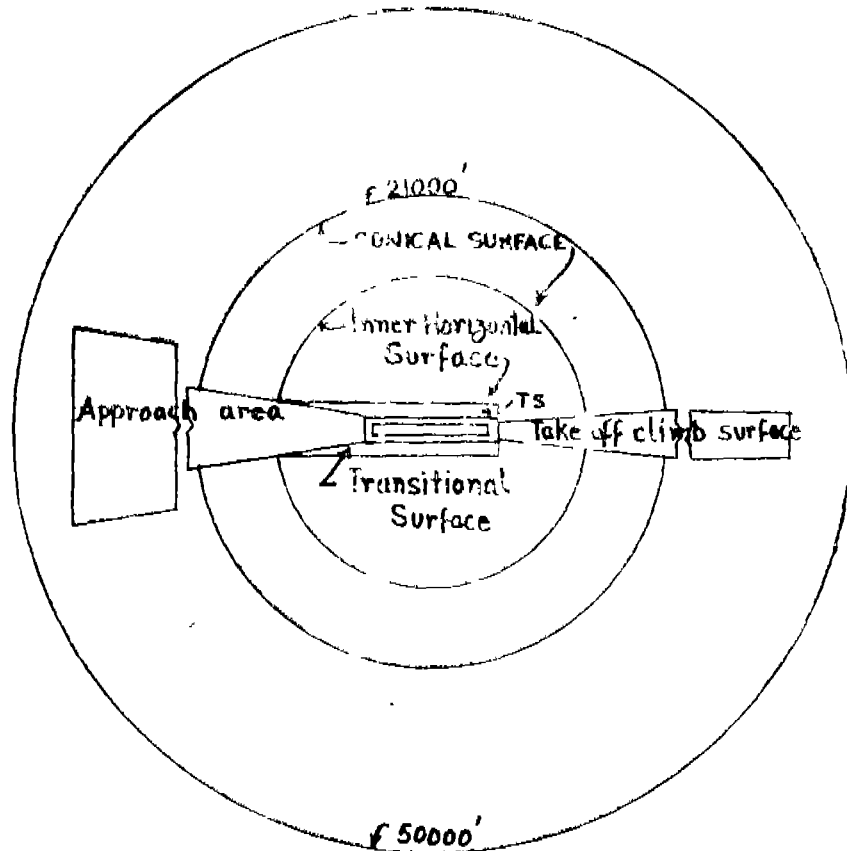 21000'
CONICAL SURFACE
Inner Horizontal
Surface
TS
Approach area
Take off climb surface
Transitional
Surface
50000'